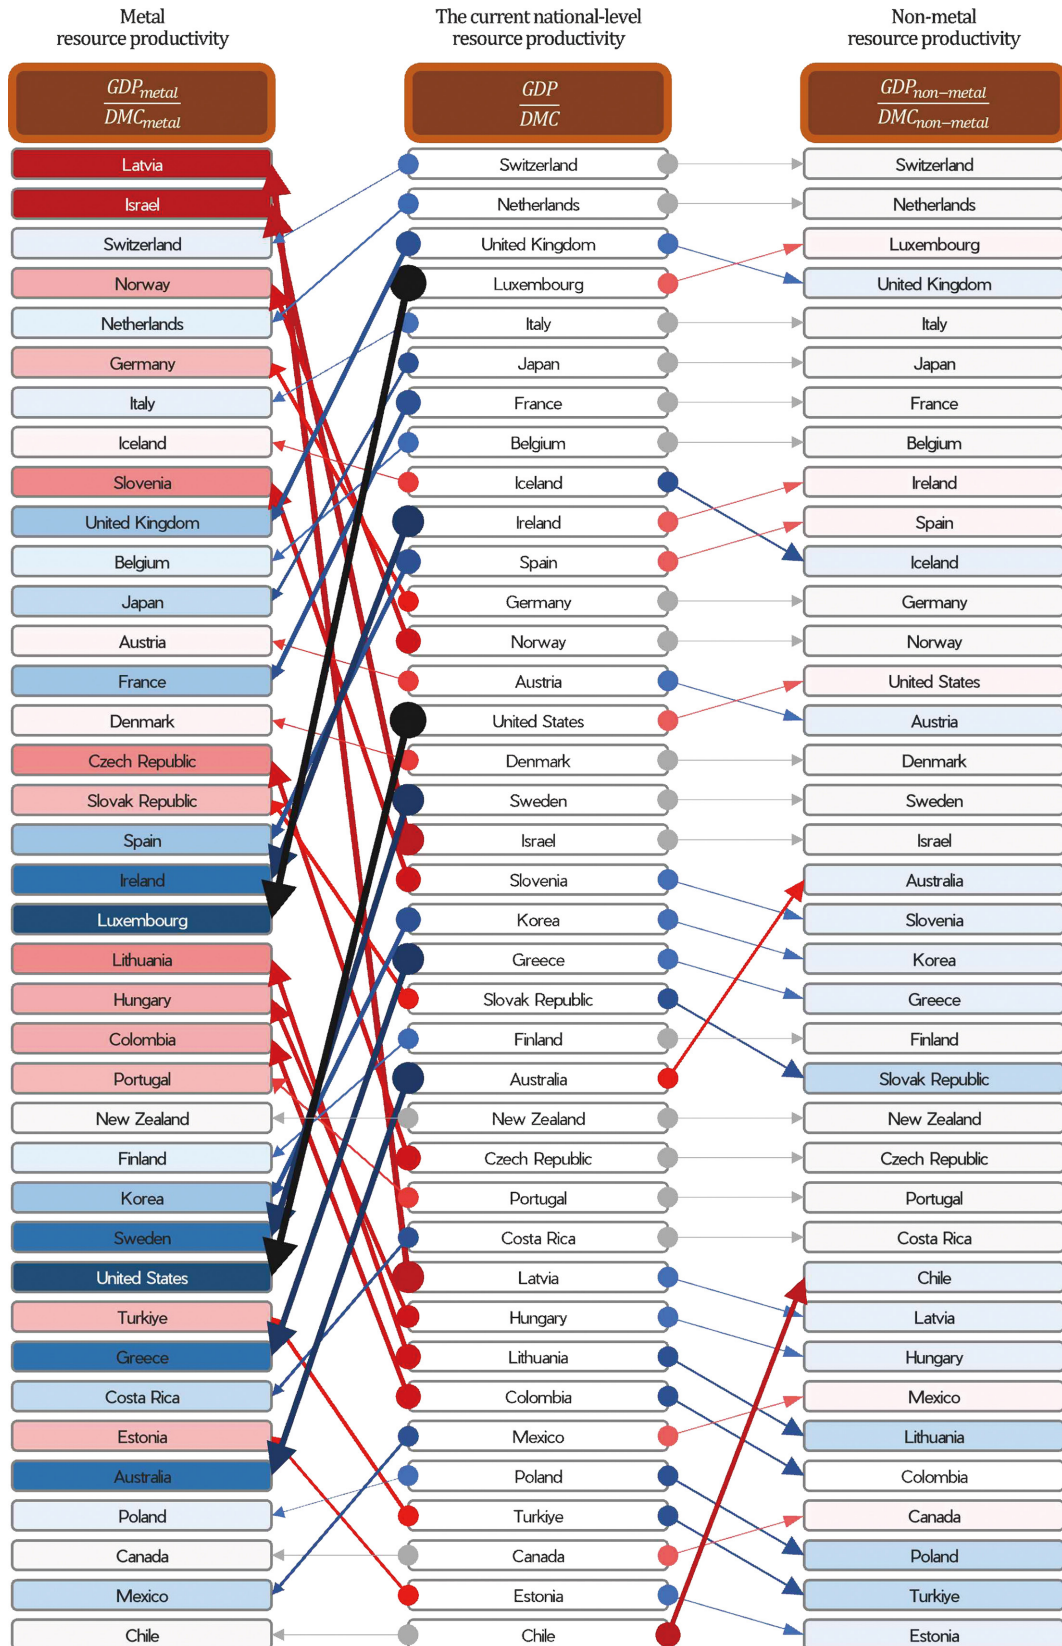 Metal
resource productivity
The current national-level
resource productivity
Non-metal
resource productivity
GDP_metal
DMC_metal
GDP
DMC
GDP_non−metal
DMC_non−metal
Latvia Switzerland Switzerland
Israel Netherlands Netherlands
Switzerland United Kingdom Luxembourg
Norway Luxembourg United Kingdom
Netherlands Italy Italy
Germany Japan Japan
Italy France France
Iceland Belgium Belgium
Slovenia Iceland Ireland
United Kingdom Ireland Spain
Belgium Spain Iceland
Japan Germany Germany
Austria Norway Norway
France Austria United States
Denmark United States Austria
Czech Republic Denmark Denmark
Slovak Republic Sweden Sweden
Spain Israel Israel
Ireland Slovenia Australia
Luxembourg Korea Slovenia
Lithuania Greece Korea
Hungary Slovak Republic Greece
Colombia Finland Finland
Portugal Australia Slovak Republic
New Zealand New Zealand New Zealand
Finland Czech Republic Czech Republic
Korea Portugal Portugal
Sweden Costa Rica Costa Rica
United States Latvia Chile
Turkiye Hungary Latvia
Greece Lithuania Hungary
Costa Rica Colombia Mexico
Estonia Mexico Lithuania
Australia Poland Colombia
Poland Turkiye Canada
Canada Canada Poland
Mexico Estonia Turkiye
Chile Chile Estonia